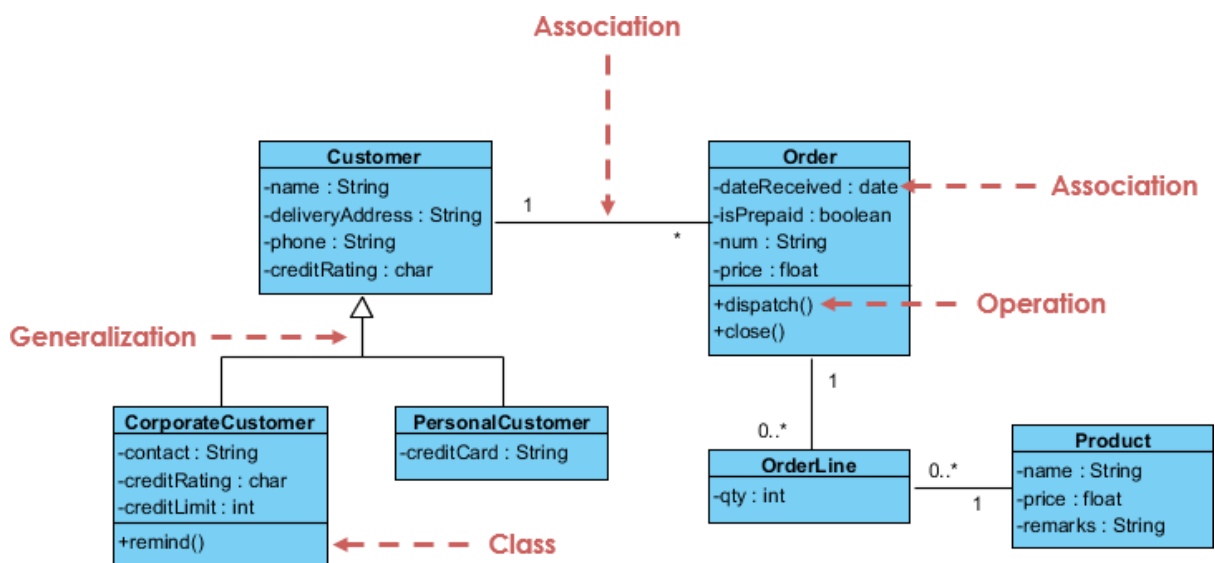 Association
Customer
-name : String
-deliveryAddress : String
-phone : String
-creditRating : char
1
*
Order
-dateReceived : date
-isPrepaid : boolean
-num : String
-price : float
+dispatch()
+close()
Association
Operation
Generalization
1
0..*
CorporateCustomer
-contact : String
-creditRating : char
-creditLimit : int
+remind()
PersonalCustomer
-creditCard : String
OrderLine
-qty : int
0..*
1
Product
-name : String
-price : float
-remarks : String
Class